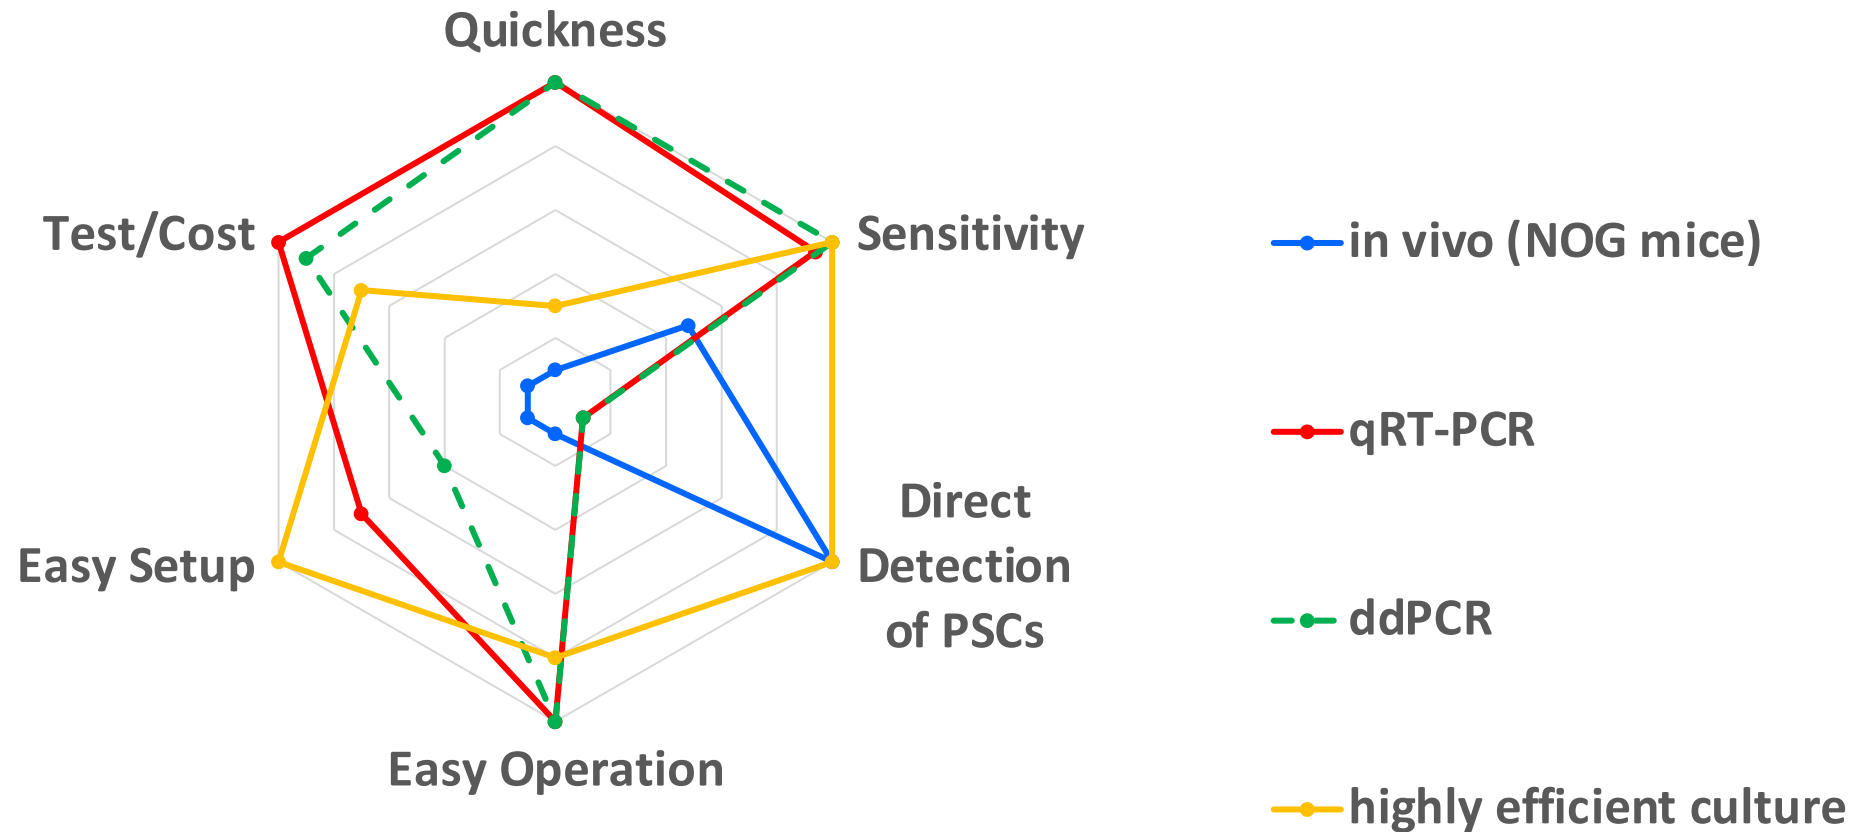 Quickness
Test/Cost
Sensitivity
Easy Setup
Direct
Detection
of PSCs
Easy Operation
in vivo (NOG mice)
qRT-PCR
ddPCR
highly efficient culture